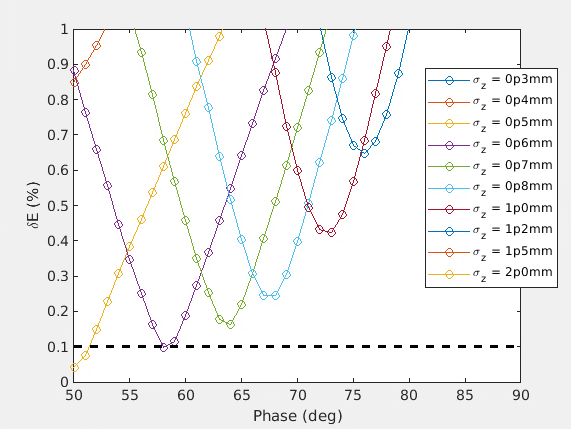 1
0.9
0.8
0.7
0.6
0.5
0.4
0.3
0.2
0.1
0
δE (%)
50 55 60 65 70 75 80 85 90
Phase (deg)
σz = 0p3mm
σz = 0p4mm
σz = 0p5mm
σz = 0p6mm
σz = 0p7mm
σz = 0p8mm
σz = 1p0mm
σz = 1p2mm
σz = 1p5mm
σz = 2p0mm